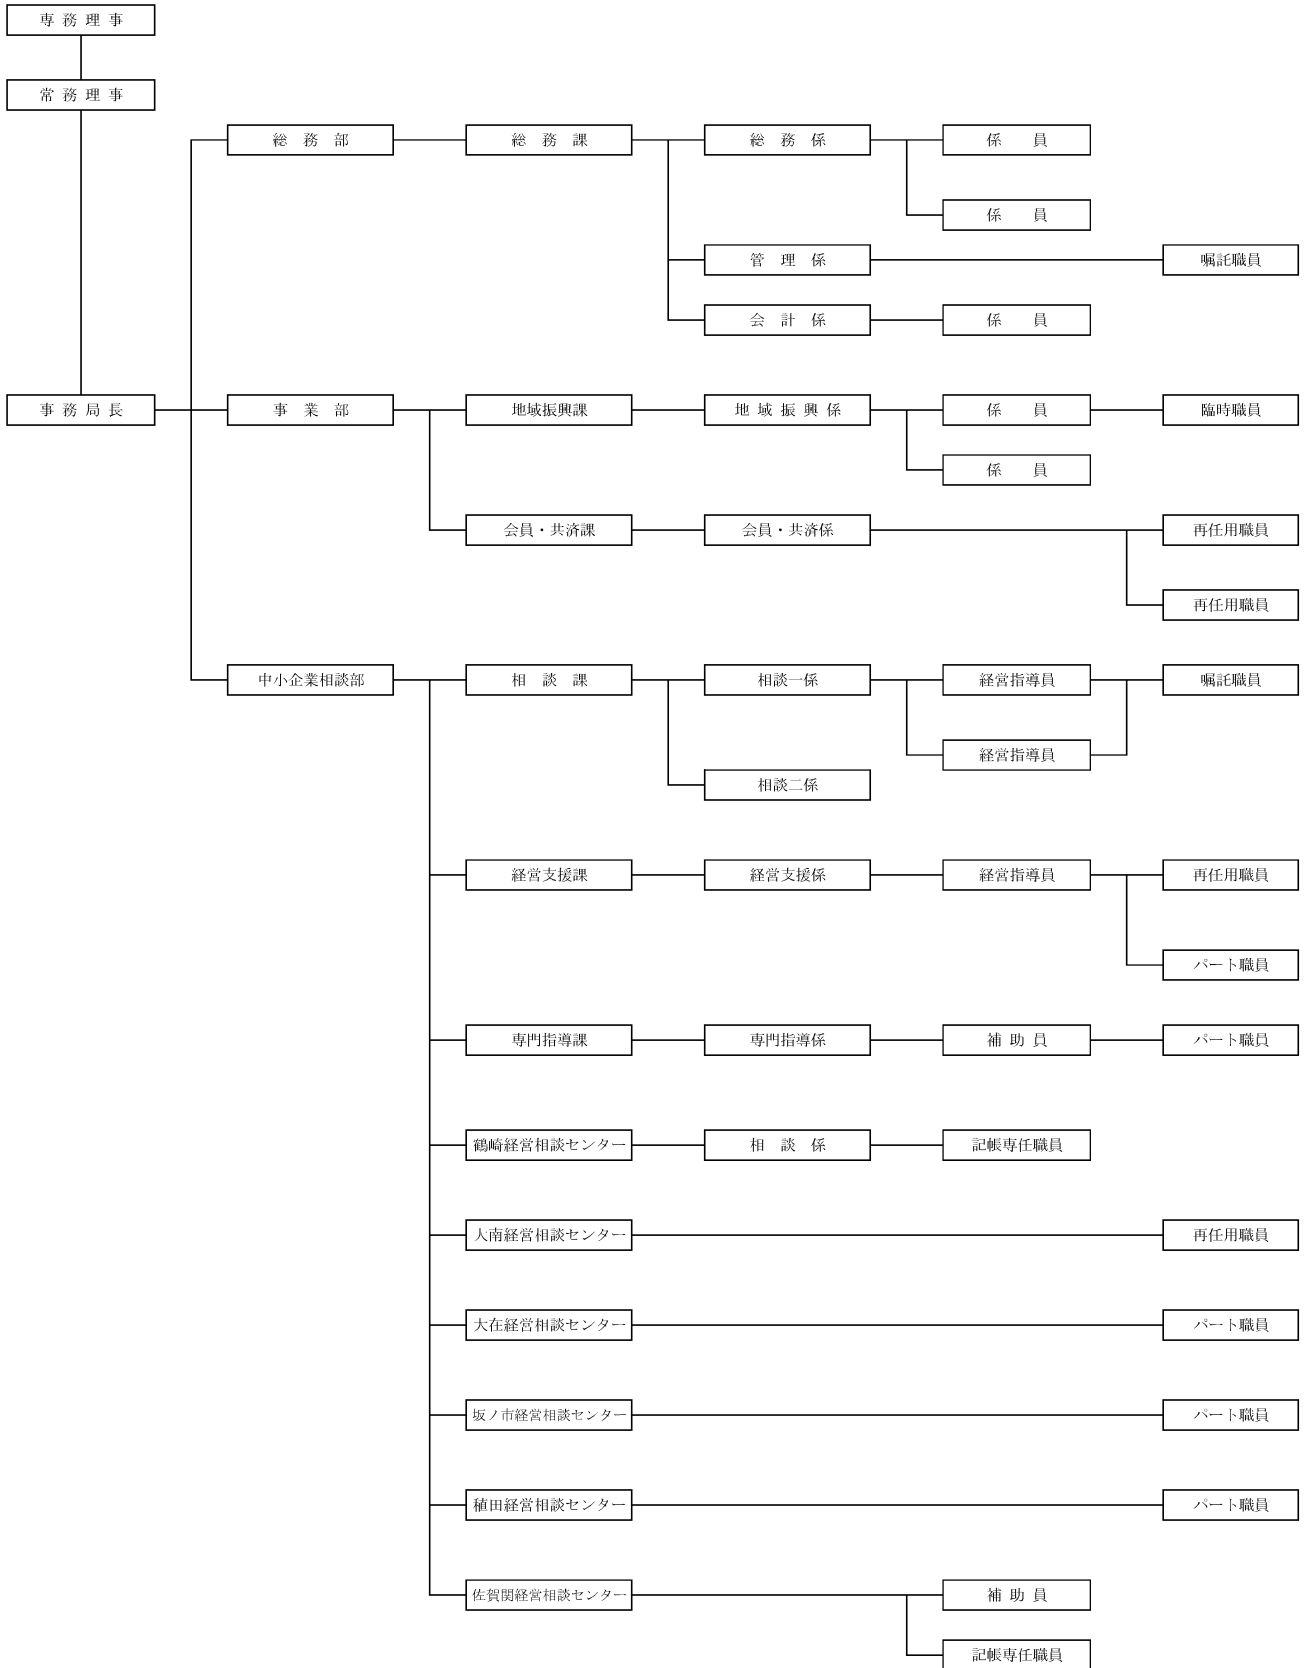 専務理事
常務理事
総務部 総務課 総務係 係員
係員
管理係 嘱託職員
会計係 係員
事務局長 事業部 地域振興課 地域振興係 係員 臨時職員
係員
会員・共済課 会員・共済係 再任用職員
再任用職員
中小企業相談部 相談課 相談一係 経営指導員 嘱託職員
経営指導員
相談二係
経営支援課 経営支援係 経営指導員 再任用職員
パート職員
専門指導課 専門指導係 補助員 パート職員
鶴崎経営相談センター 相談係 記帳専任職員
大南経営相談センター 再任用職員
大在経営相談センター パート職員
坂ノ市経営相談センター パート職員
稙田経営相談センター パート職員
佐賀関経営相談センター 補助員
記帳専任職員